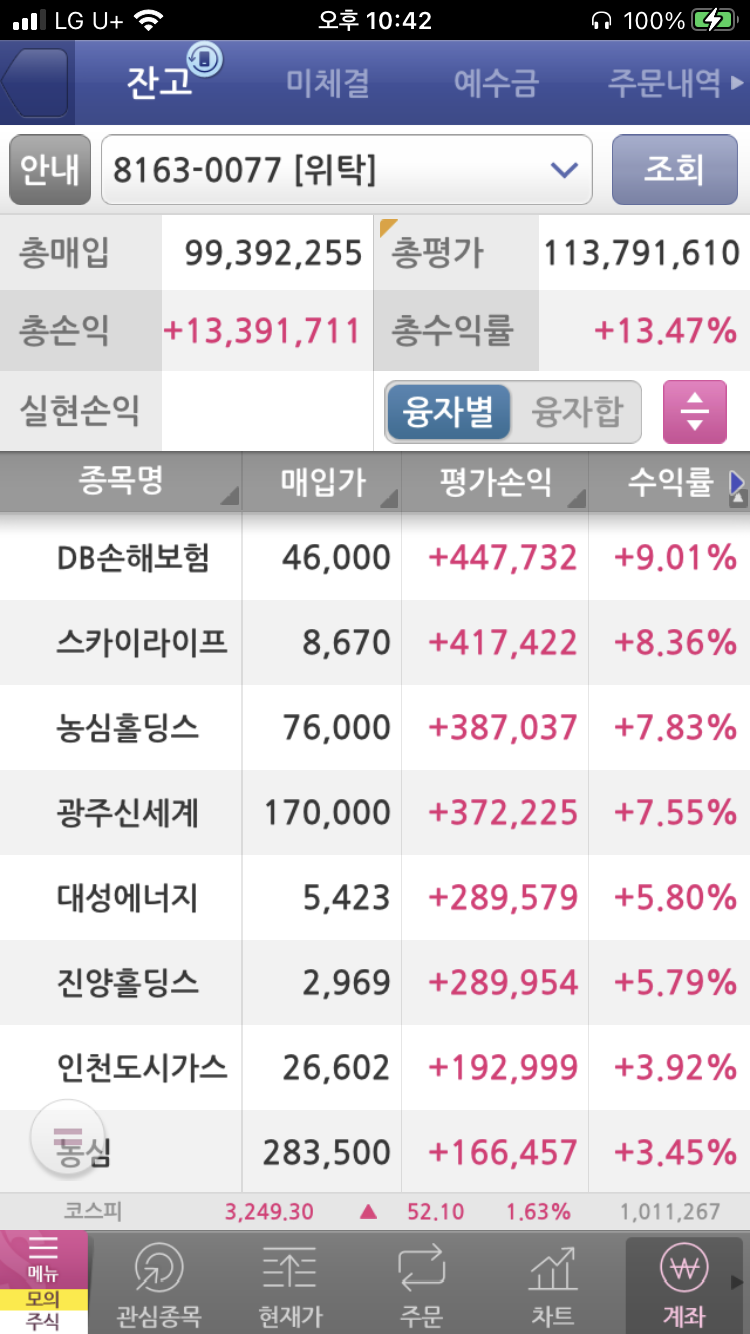 LG U+ 오후 10:42 100%
잔고 미체결 예수금 주문내역
안내 8163-0077 [위탁] 조회
총매입 99,392,255 총평가 113,791,610
총손익 +13,391,711 총수익률 +13.47%
실현손익 융자별 융자합
종목명 매입가 평가손익 수익률
DB손해보험 46,000 +447,732 +9.01%
스카이라이프 8,670 +417,422 +8.36%
농심홀딩스 76,000 +387,037 +7.83%
광주신세계 170,000 +372,225 +7.55%
대성에너지 5,423 +289,579 +5.80%
진양홀딩스 2,969 +289,954 +5.79%
인천도시가스 26,602 +192,999 +3.92%
농심 283,500 +166,457 +3.45%
코스피 3,249.30 ▲ 52.10 1.63% 1,011,267
메뉴
모의
주식
관심종목 현재가 주문 차트 계좌